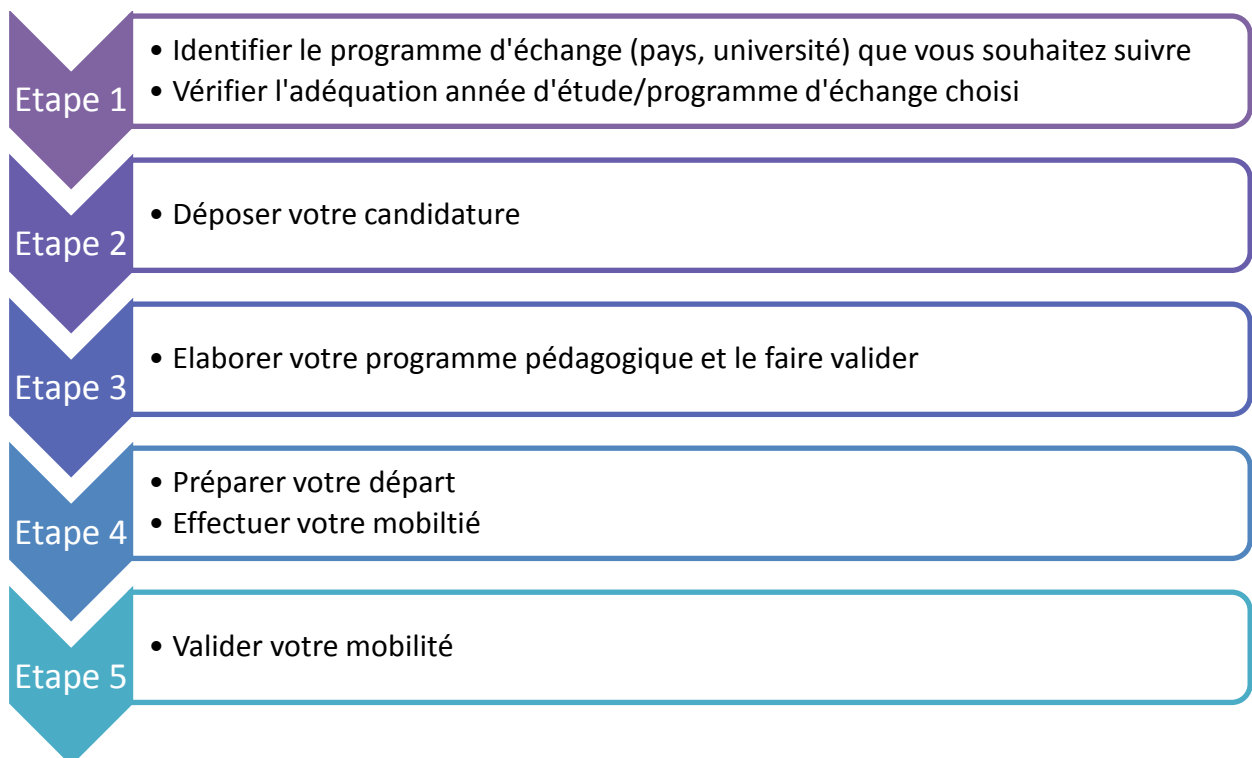 Etape 1
• Identifier le programme d'échange (pays, université) que vous souhaitez suivre
• Vérifier l'adéquation année d'étude/programme d'échange choisi
Etape 2
• Déposer votre candidature
Etape 3
• Elaborer votre programme pédagogique et le faire valider
Etape 4
• Préparer votre départ
• Effectuer votre mobiltié
Etape 5
• Valider votre mobilité